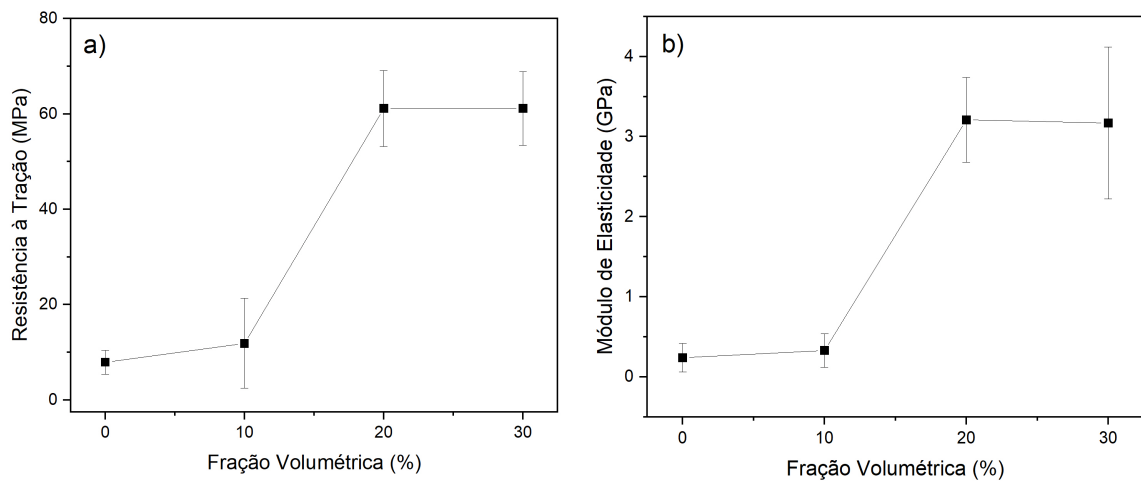 a)
Resistência à Tração (MPa)
80
60
40
20
0
0 10 20 30
Fração Volumétrica (%)
b)
Módulo de Elasticidade (GPa)
4
3
2
1
0
0 10 20 30
Fração Volumétrica (%)